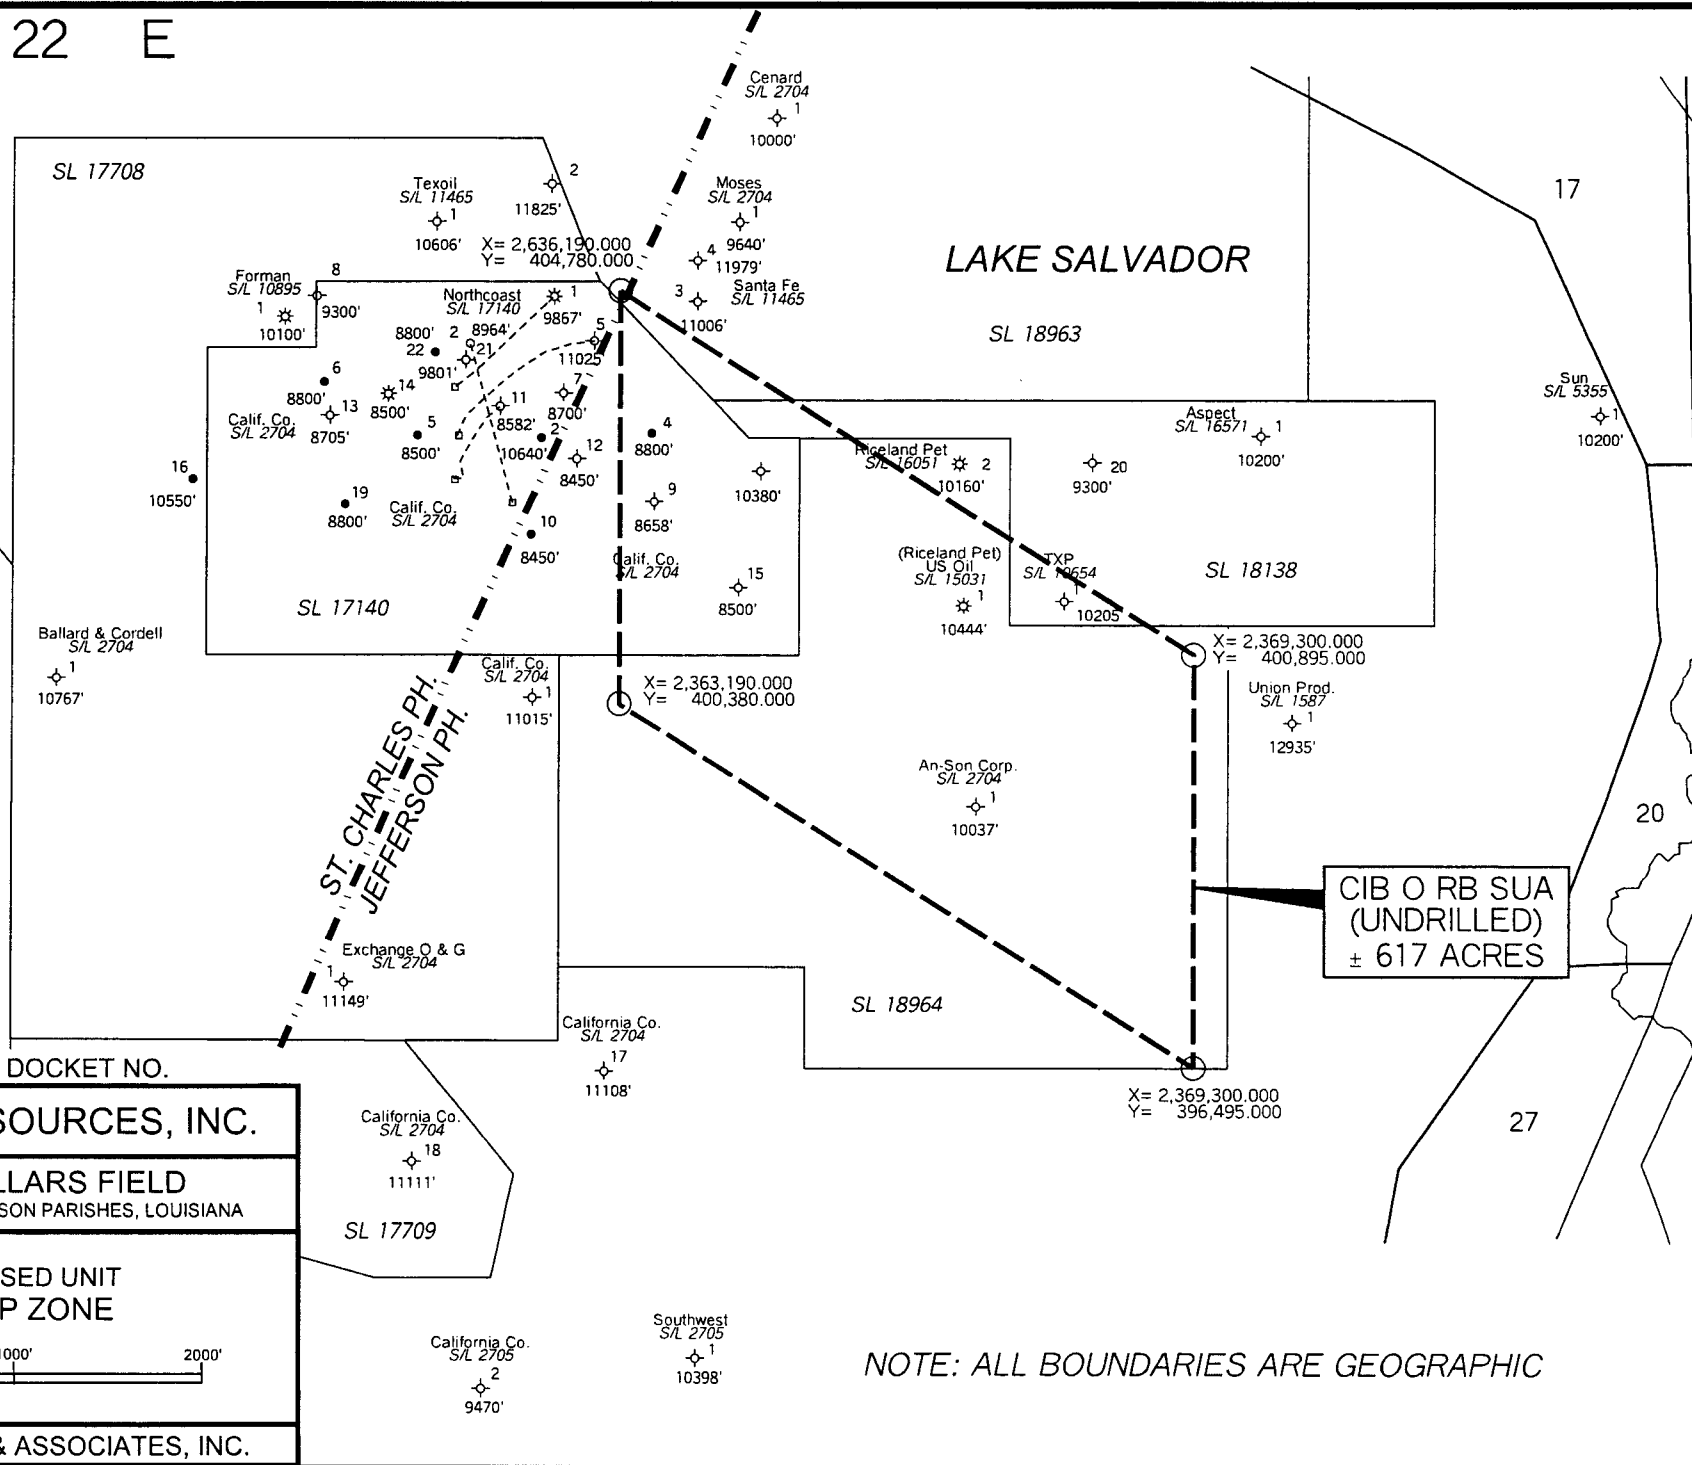 22 E
Cenard
S/L 2704
1
10000'
SL 17708
17
Texoil
S/L 11465
1
10606'
2
11825'
Moses
S/L 2704
1
9640'
4
11979'
X= 2,636,190.000
Y= 404,780.000
LAKE SALVADOR
Forman
S/L 10895
1
10100'
8
9300'
Northcoast
S/L 17140
1
9867'
3
11006'
Santa Fe
S/L 11465
SL 18963
8800'
22
2
8964'
21
9801'
5
11025'
6
8800'
14
8500'
13
8705'
Calif. Co.
S/L 2704
11
8582'
7
8700'
5
8500'
2
10640'
12
8450'
4
8800'
Sun
S/L 5355
1
10200'
Aspect
S/L 16571
1
10200'
Riceland Pet
S/L 16051
2
10160'
20
9300'
16
10550'
19
8800'
Calif. Co.
S/L 2704
10
8450'
9
8658'
10380'
Calif. Co.
S/L 2704
15
8500'
(Riceland Pet)
US Oil
S/L 15031
1
10444'
TXP
S/L 19654
1
10205'
SL 18138
SL 17140
Ballard & Cordell
S/L 2704
1
10767'
X= 2,369,300.000
Y= 400,895.000
Calif. Co.
S/L 2704
1
11015'
X= 2,363,190.000
Y= 400,380.000
Union Prod.
S/L 1587
1
12935'
ST. CHARLES PH.
JEFFERSON PH.
An-Son Corp.
S/L 2704
1
10037'
20
CIB O RB SUA
(UNDRILLED)
± 617 ACRES
Exchange O & G
S/L 2704
1
11149'
SL 18964
California Co.
S/L 2704
17
11108'
DOCKET NO.
X= 2,369,300.000
Y= 396,495.000
SOURCES, INC.
California Co.
S/L 2704
18
11111'
27
LLARS FIELD
SON PARISHES, LOUISIANA
SL 17709
SED UNIT
P ZONE
1000'
2000'
California Co.
S/L 2705
2
9470'
Southwest
S/L 2705
1
10398'
NOTE: ALL BOUNDARIES ARE GEOGRAPHIC
& ASSOCIATES, INC.